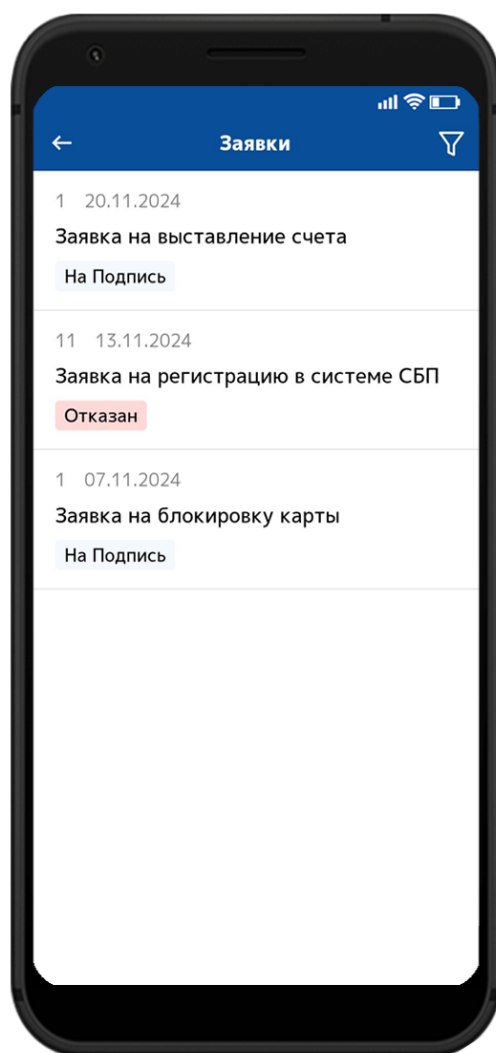 Заявки
1 20.11.2024
Заявка на выставление счета
На Подпись
11 13.11.2024
Заявка на регистрацию в системе СБП
Отказан
1 07.11.2024
Заявка на блокировку карты
На Подпись